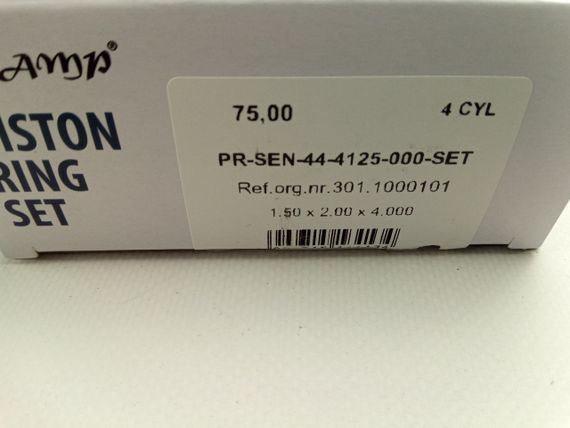 AMP®
ISTON
RING
SET
75,00
4 CYL
PR-SEN-44-4125-000-SET
Ref.org.nr.301.1000101
1.50 x 2.00 x 4.000